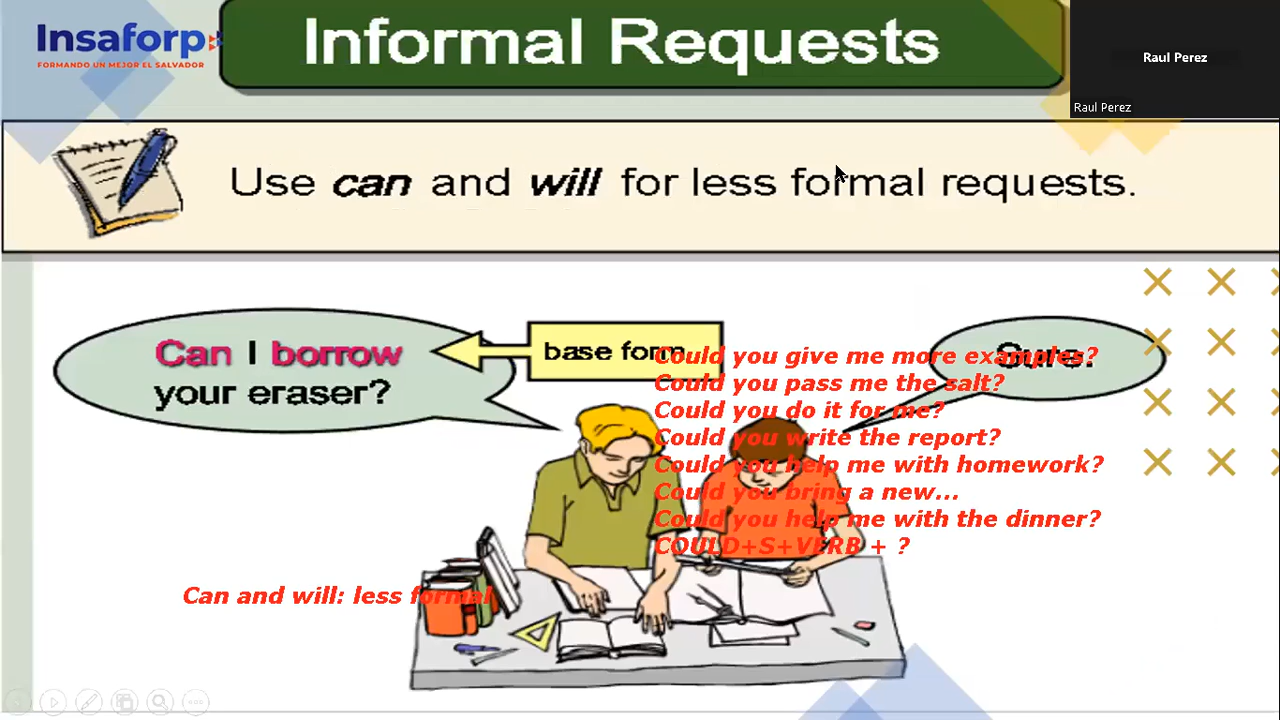 Insaforp
FORMANDO UN MEJOR EL SALVADOR
Informal Requests
Raul Perez
Raul Perez
Use can and will for less formal requests.
Can I borrow
your eraser?
base form
Sure.
Could you give me more examples?
Could you pass me the salt?
Could you do it for me?
Could you write the report?
Could you help me with homework?
Could you bring a new...
Could you help me with the dinner?
COULD+S+VERB + ?
Can and will: less formal